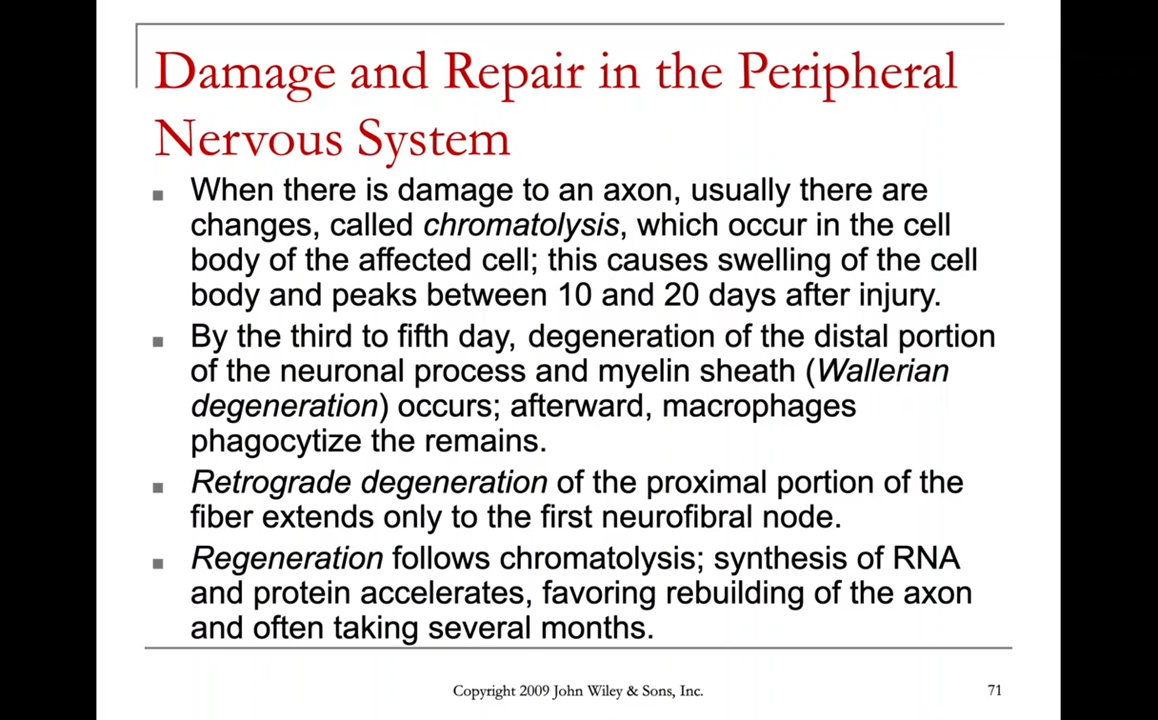 Damage and Repair in the Peripheral
Nervous System
■ When there is damage to an axon, usually there are
changes, called chromatolysis, which occur in the cell
body of the affected cell; this causes swelling of the cell
body and peaks between 10 and 20 days after injury.
■ By the third to fifth day, degeneration of the distal portion
of the neuronal process and myelin sheath (Wallerian
degeneration) occurs; afterward, macrophages
phagocytize the remains.
■ Retrograde degeneration of the proximal portion of the
fiber extends only to the first neurofibral node.
■ Regeneration follows chromatolysis; synthesis of RNA
and protein accelerates, favoring rebuilding of the axon
and often taking several months.
Copyright 2009 John Wiley & Sons, Inc. 71